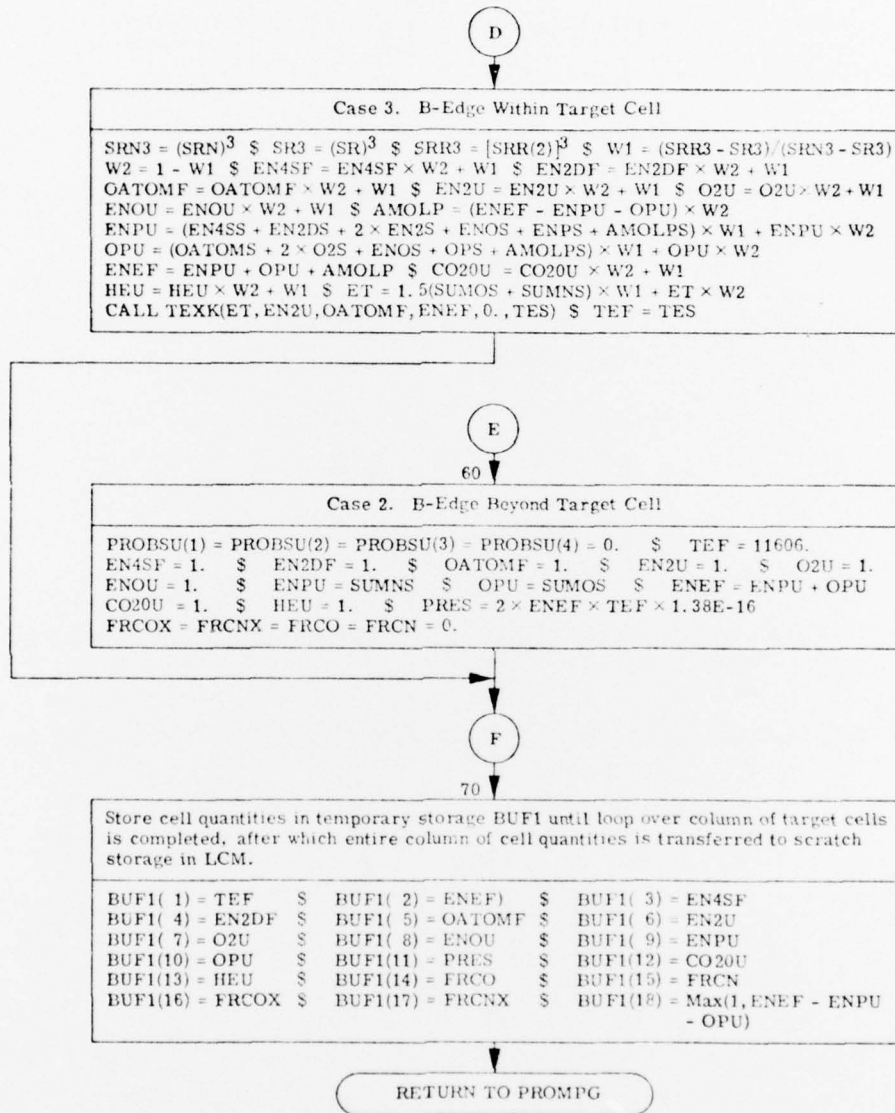 D
Case 3. B-Edge Within Target Cell
SRN3 = (SRN)³ $ SR3 = (SR)³ $ SRR3 = [SRR(2)]³ $ W1 = (SRR3 - SR3)/(SRN3 - SR3)
W2 = 1 - W1 $ EN4SF = EN4SF × W2 + W1 $ EN2DF = EN2DF × W2 + W1
OATOMF = OATOMF × W2 + W1 $ EN2U = EN2U × W2 + W1 $ O2U = O2U × W2 + W1
ENOU = ENOU × W2 + W1 $ AMOLP = (ENEF - ENPU - OPU) × W2
ENPU = (EN4SS + EN2DS + 2 × EN2S + ENOS + ENPS + AMOLPS) × W1 + ENPU × W2
OPU = (OATOMS + 2 × O2S + ENOS + OPS + AMOLPS) × W1 + OPU × W2
ENEF = ENPU + OPU + AMOLP $ CO20U = CO20U × W2 + W1
HEU = HEU × W2 + W1 $ ET = 1.5(SUMOS + SUMNS) × W1 + ET × W2
CALL TEXK(ET, EN2U, OATOMF, ENEF, 0., TES) $ TEF = TES
E
60
Case 2. B-Edge Beyond Target Cell
PROBSU(1) = PROBSU(2) = PROBSU(3) = PROBSU(4) = 0. $ TEF = 11606.
EN4SF = 1. $ EN2DF = 1. $ OATOMF = 1. $ EN2U = 1. $ O2U = 1.
ENOU = 1. $ ENPU = SUMNS $ OPU = SUMOS $ ENEF = ENPU + OPU
CO20U = 1. $ HEU = 1. $ PRES = 2 × ENEF × TEF × 1.38E-16
FRCOX = FRCNX = FRCO = FRCN = 0.
F
70
Store cell quantities in temporary storage BUF1 until loop over column of target cells
is completed, after which entire column of cell quantities is transferred to scratch
storage in LCM.
BUF1( 1) = TEF $ BUF1( 2) = ENEF) $ BUF1( 3) = EN4SF
BUF1( 4) = EN2DF $ BUF1( 5) = OATOMF $ BUF1( 6) = EN2U
BUF1( 7) = O2U $ BUF1( 8) = ENOU $ BUF1( 9) = ENPU
BUF1(10) = OPU $ BUF1(11) = PRES $ BUF1(12) = CO20U
BUF1(13) = HEU $ BUF1(14) = FRCO $ BUF1(15) = FRCN
BUF1(16) = FRCOX $ BUF1(17) = FRCNX $ BUF1(18) = Max(1, ENEF - ENPU
- OPU)
RETURN TO PROMPG